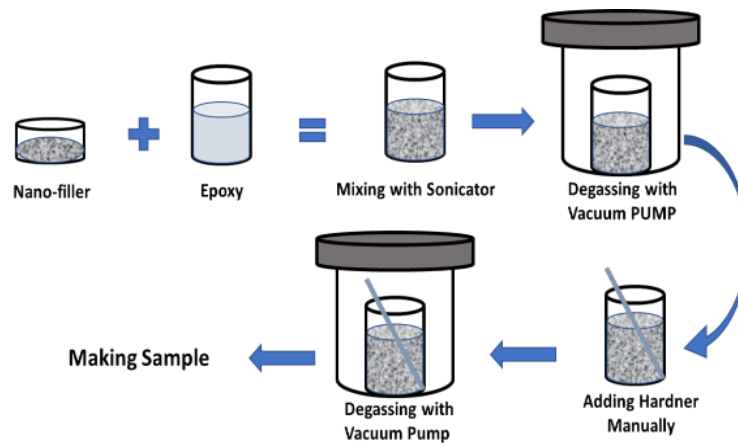 Nano-filler
Epoxy
Mixing with Sonicator
Degassing with
Vacuum PUMP
Adding Hardner
Manually
Degassing with
Vacuum Pump
Making Sample